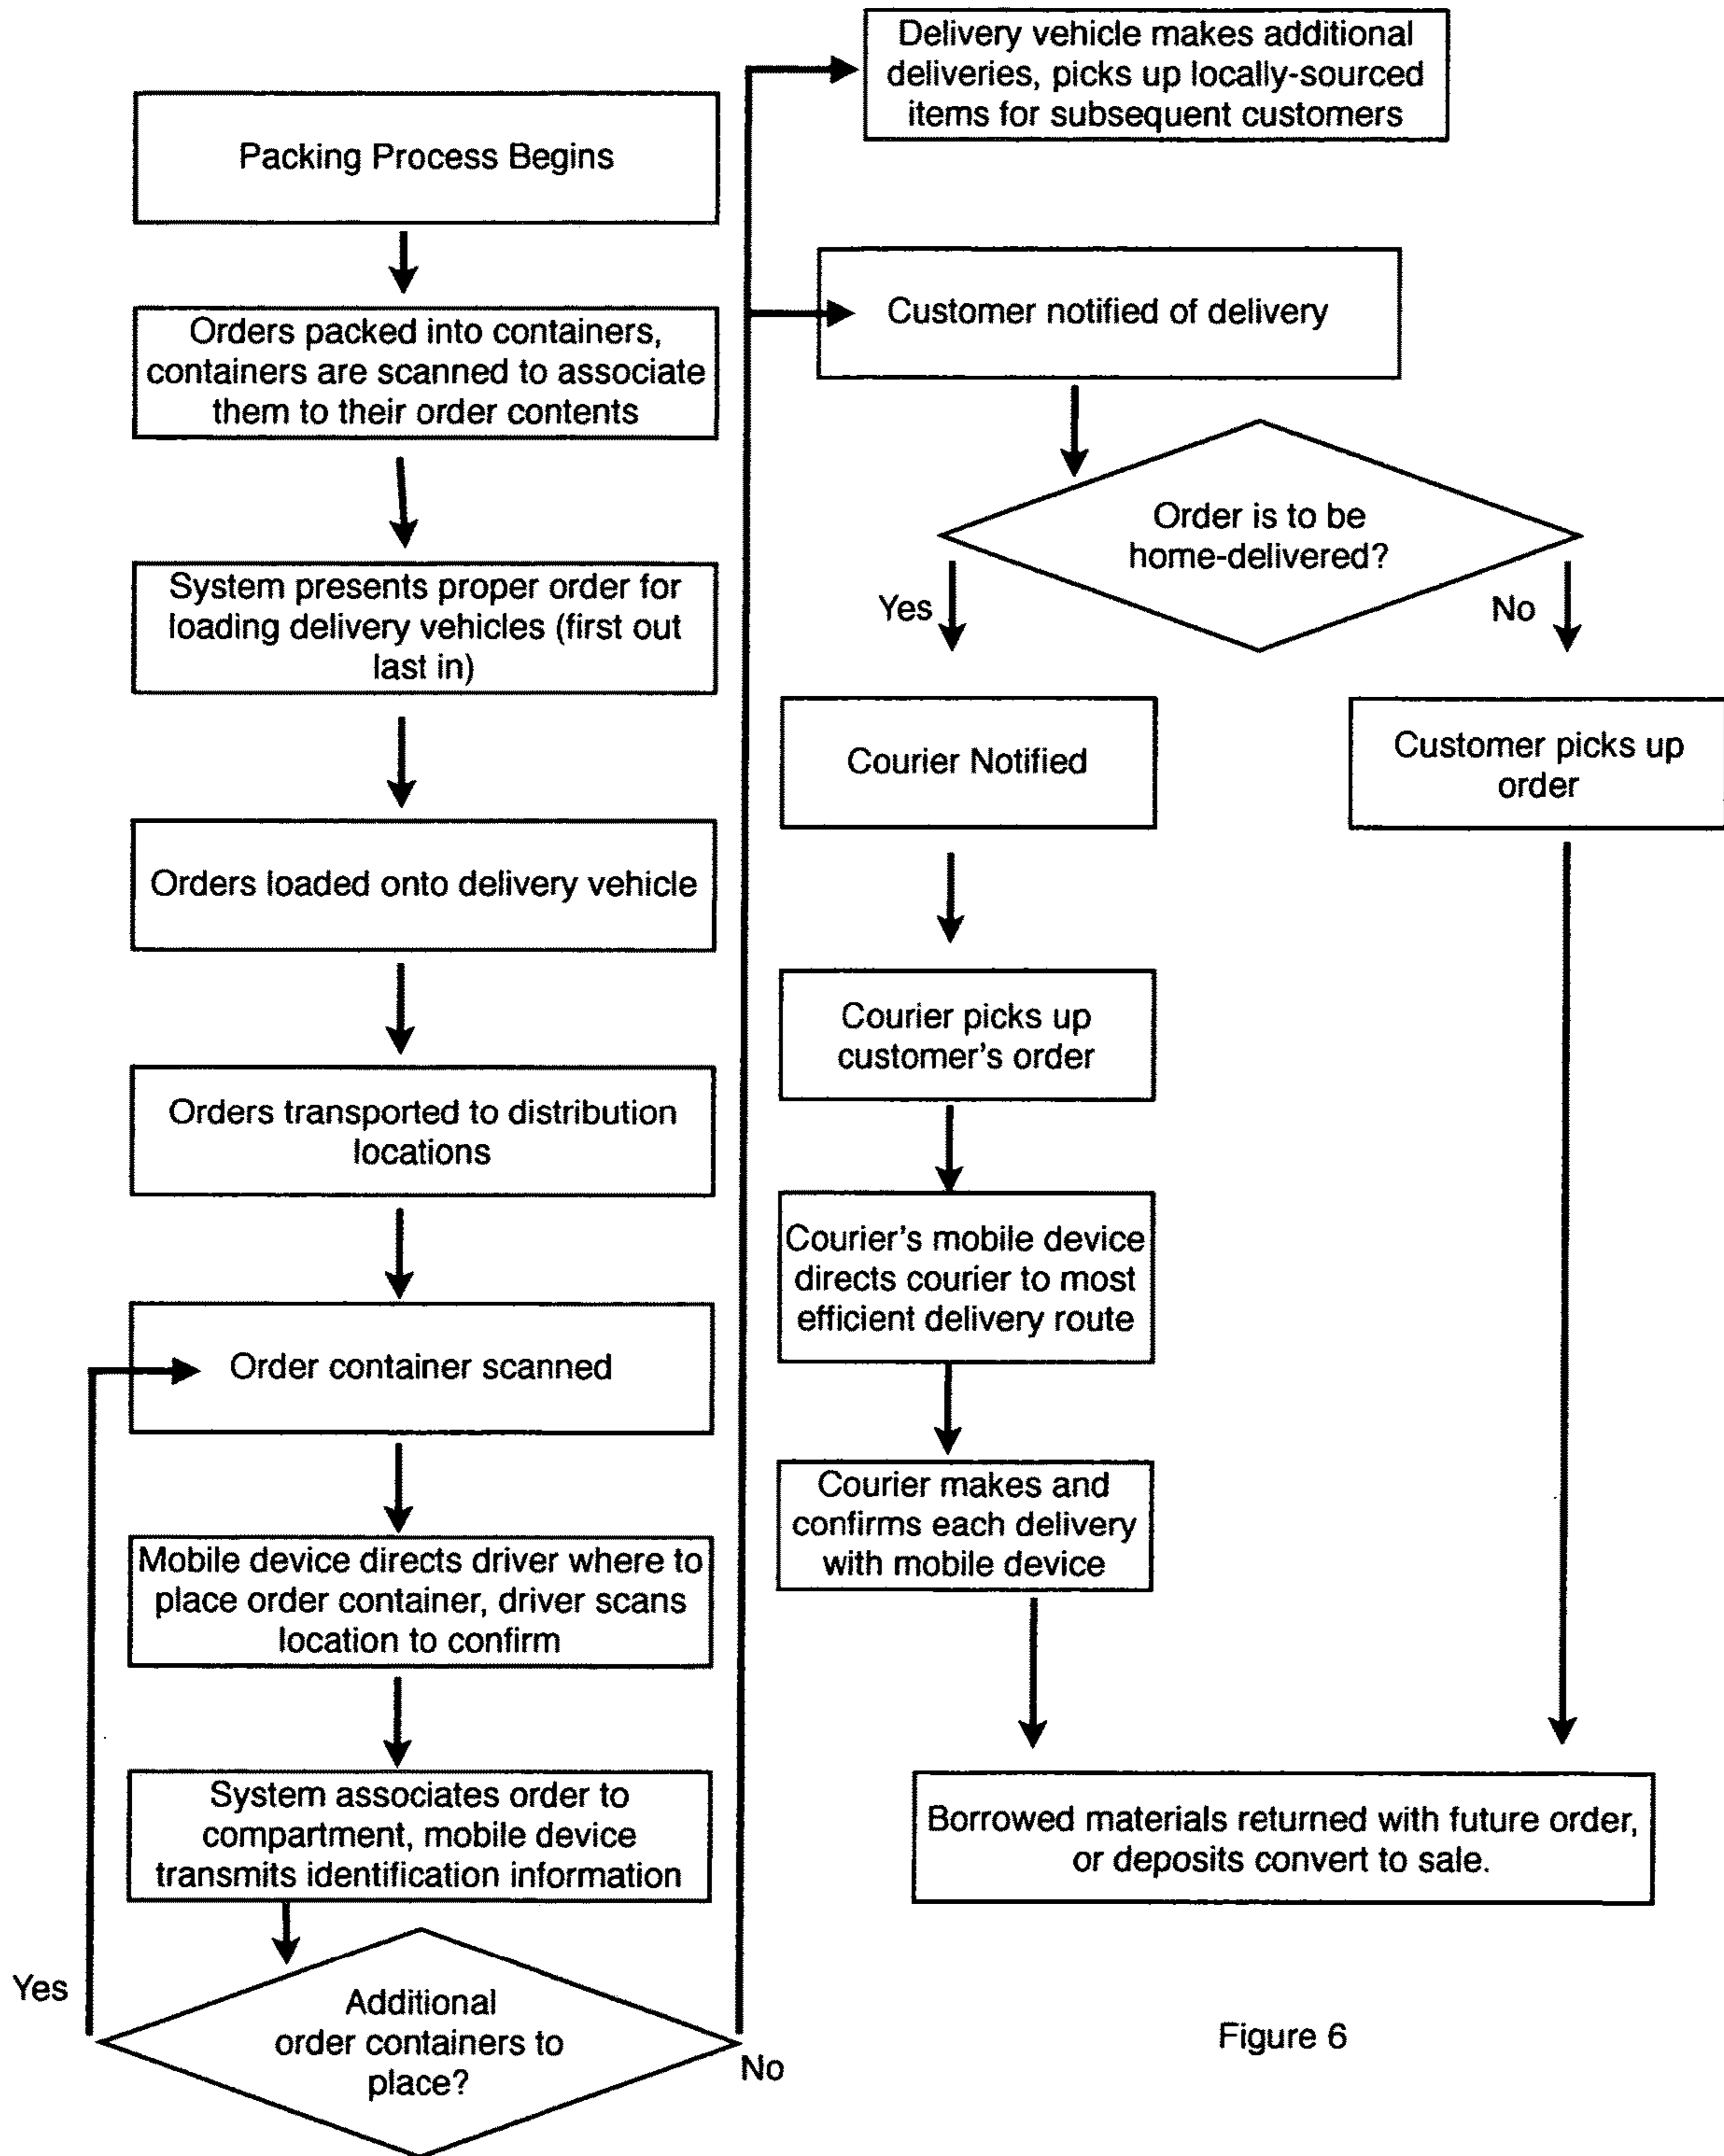 Packing Process Begins
Orders packed into containers,
containers are scanned to associate
them to their order contents
System presents proper order for
loading delivery vehicles (first out
last in)
Orders loaded onto delivery vehicle
Orders transported to distribution
locations
Order container scanned
Mobile device directs driver where to
place order container, driver scans
location to confirm
System associates order to
compartment, mobile device
transmits identification information
Yes
Additional
order containers to
place?
No
Delivery vehicle makes additional
deliveries, picks up locally-sourced
items for subsequent customers
Customer notified of delivery
Order is to be
home-delivered?
Yes
No
Courier Notified
Customer picks up
order
Courier picks up
customer's order
Courier's mobile device
directs courier to most
efficient delivery route
Courier makes and
confirms each delivery
with mobile device
Borrowed materials returned with future order,
or deposits convert to sale.
Figure 6